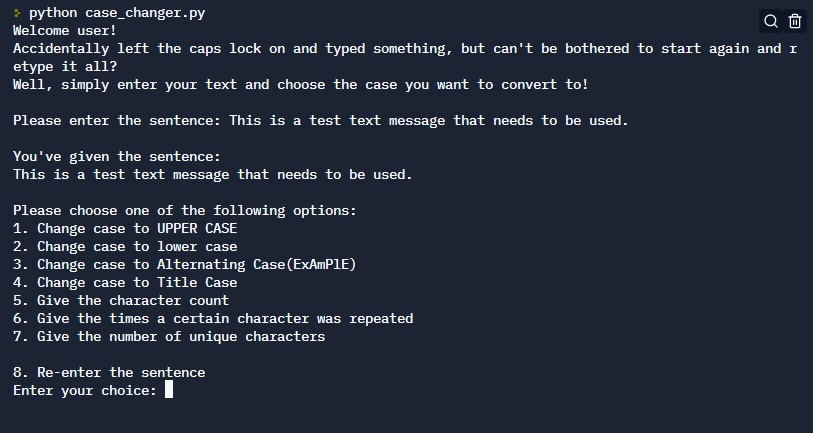 > python case_changer.py
Welcome user!
Accidentally left the caps lock on and typed something, but can't be bothered to start again and r
etype it all?
Well, simply enter your text and choose the case you want to convert to!
Please enter the sentence: This is a test text message that needs to be used.
You've given the sentence:
This is a test text message that needs to be used.
Please choose one of the following options:
1. Change case to UPPER CASE
2. Change case to lower case
3. Change case to Alternating Case(ExAmPlE)
4. Change case to Title Case
5. Give the character count
6. Give the times a certain character was repeated
7. Give the number of unique characters
8. Re-enter the sentence
Enter your choice: